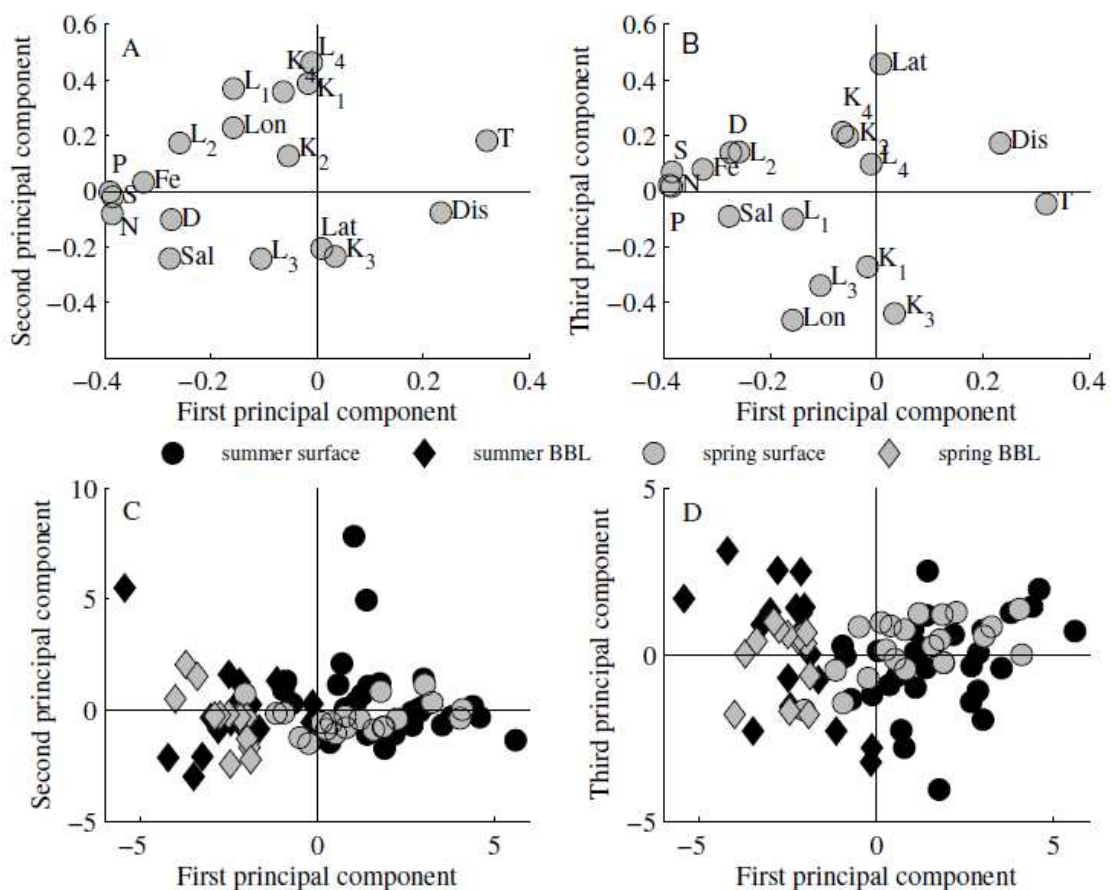 A
0.6
0.4
0.2
0
−0.2
−0.4
Second principal component
L4
K4
L1
K1
Lon
L2
K2
T
P
Fe
S
N
D
Dis
Sal
Lat
L3
K3
−0.4 −0.2 0 0.2 0.4
First principal component
B
0.6
0.4
0.2
0
−0.2
−0.4
Third principal component
Lat
K4
D
K2
Dis
S
Fe
L2
L4
N
P
Sal
L1
T
K1
L3
Lon
K3
−0.4 −0.2 0 0.2 0.4
First principal component
summer surface summer BBL spring surface spring BBL
C
10
5
0
−5
Second principal component
−5 0 5
First principal component
D
5
0
−5
Third principal component
−5 0 5
First principal component